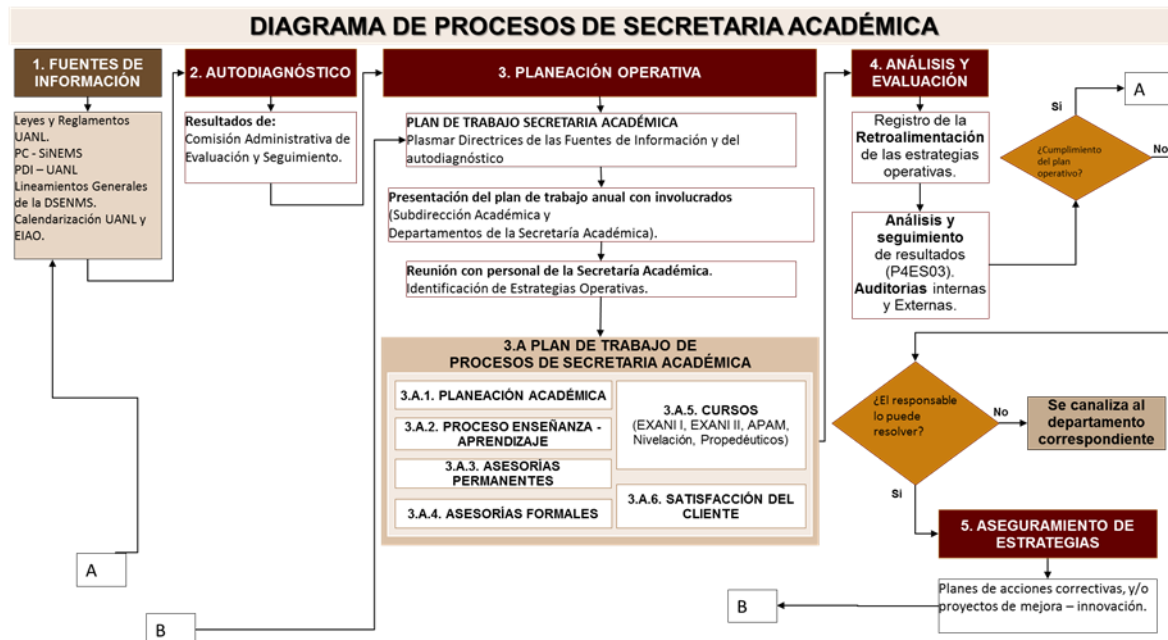 DIAGRAMA DE PROCESOS DE SECRETARIA ACADÉMICA
1. FUENTES DE
INFORMACIÓN
Leyes y Reglamentos
UANL.
PC - SiNEMS
PDI – UANL
Lineamientos Generales
de la DSENMS.
Calendarización UANL y
EIAO.
A
2. AUTODIAGNÓSTICO
Resultados de:
Comisión Administrativa de
Evaluación y Seguimiento.
B
3. PLANEACIÓN OPERATIVA
PLAN DE TRABAJO SECRETARIA ACADÉMICA
Plasmar Directrices de las Fuentes de Información y del
autodiagnóstico
Presentación del plan de trabajo anual con involucrados
(Subdirección Académica y
Departamentos de la Secretaría Académica).
Reunión con personal de la Secretaría Académica.
Identificación de Estrategias Operativas.
3.A PLAN DE TRABAJO DE
PROCESOS DE SECRETARIA ACADÉMICA
3.A.1. PLANEACIÓN ACADÉMICA
3.A.2. PROCESO ENSEÑANZA -
APRENDIZAJE
3.A.3. ASESORÍAS
PERMANENTES
3.A.4. ASESORÍAS FORMALES
3.A.5. CURSOS
(EXANI I, EXANI II, APAM,
Nivelación, Propedéuticos)
3.A.6. SATISFACCIÓN DEL
CLIENTE
4. ANÁLISIS Y
EVALUACIÓN
Registro de la
Retroalimentación
de las estrategias
operativas.
Análisis y
seguimiento
de resultados
(P4ES03).
Auditorias internas
y Externas.
¿Cumplimiento
del plan
operativo?
Si
A
No
¿El responsable
lo puede
resolver?
No
Se canaliza al
departamento
correspondiente
Si
5. ASEGURAMIENTO DE
ESTRATEGIAS
Planes de acciones correctivas, y/o
proyectos de mejora – innovación.
B